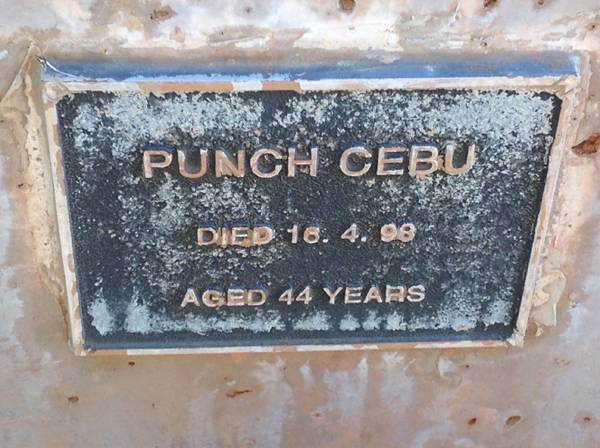 PUNCH CEBU
DIED 16. 4. 98
AGED 44 YEARS